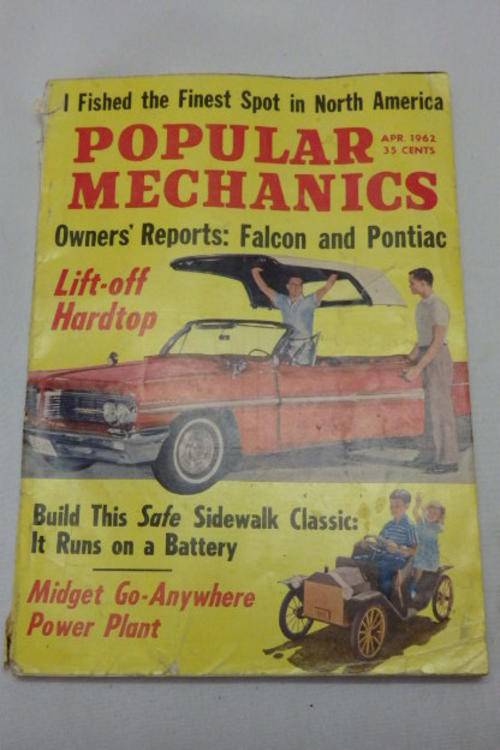 I Fished the Finest Spot in North America
POPULAR
APR. 1962
35 CENTS
MECHANICS
Owners' Reports: Falcon and Pontiac
Lift-off
Hardtop
Build This Safe Sidewalk Classic:
It Runs on a Battery
Midget Go-Anywhere
Power Plant